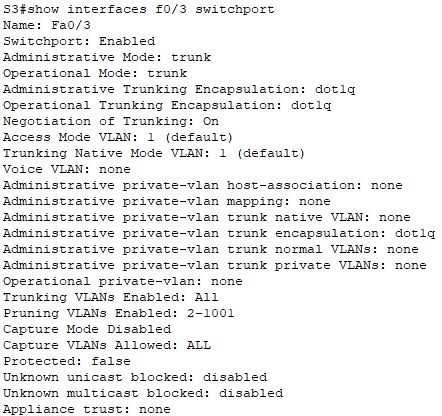 S3#show interfaces f0/3 switchport
Name: Fa0/3
Switchport: Enabled
Administrative Mode: trunk
Operational Mode: trunk
Administrative Trunking Encapsulation: dot1q
Operational Trunking Encapsulation: dot1q
Negotiation of Trunking: On
Access Mode VLAN: 1 (default)
Trunking Native Mode VLAN: 1 (default)
Voice VLAN: none
Administrative private-vlan host-association: none
Administrative private-vlan mapping: none
Administrative private-vlan trunk native VLAN: none
Administrative private-vlan trunk encapsulation: dot1q
Administrative private-vlan trunk normal VLANs: none
Administrative private-vlan trunk private VLANs: none
Operational private-vlan: none
Trunking VLANs Enabled: All
Pruning VLANs Enabled: 2-1001
Capture Mode Disabled
Capture VLANs Allowed: ALL
Protected: false
Unknown unicast blocked: disabled
Unknown multicast blocked: disabled
Appliance trust: none